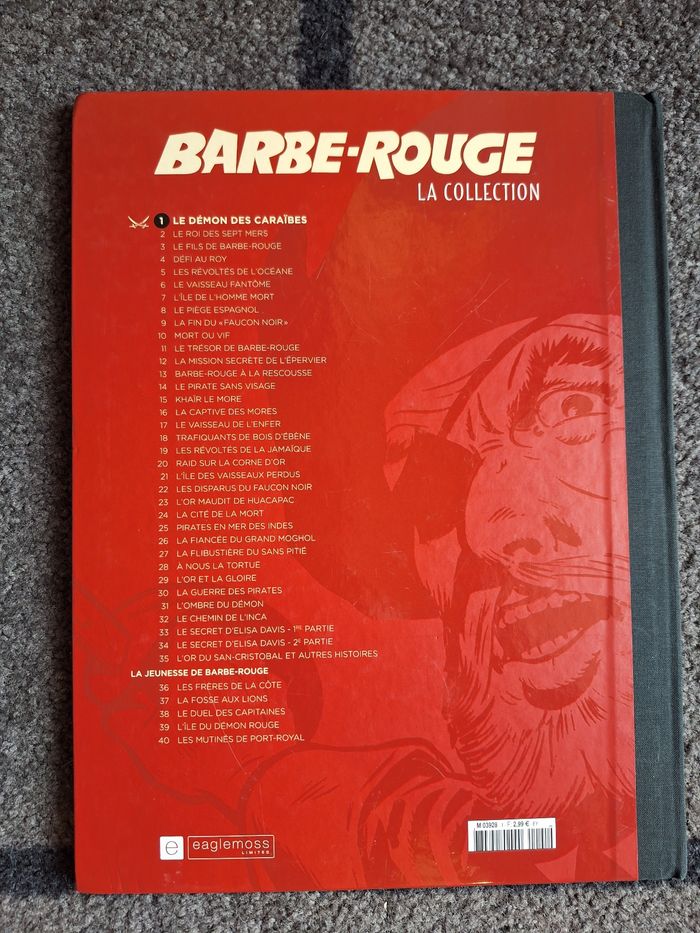 BARBE-ROUGE
LA COLLECTION
1 LE DÉMON DES CARAÏBES
2 LE ROI DES SEPT MERS
3 LE FILS DE BARBE-ROUGE
4 DÉFI AU ROY
5 LES RÉVOLTÉS DE L'OCÉANE
6 LE VAISSEAU FANTÔME
7 L'ÎLE DE L'HOMME MORT
8 LE PIÈGE ESPAGNOL
9 LA FIN DU «FAUCON NOIR»
10 MORT OU VIF
11 LE TRÉSOR DE BARBE-ROUGE
12 LA MISSION SECRÈTE DE L'ÉPERVIER
13 BARBE-ROUGE À LA RESCOUSSE
14 LE PIRATE SANS VISAGE
15 KHAÏR LE MORE
16 LA CAPTIVE DES MORES
17 LE VAISSEAU DE L'ENFER
18 TRAFIQUANTS DE BOIS D'ÉBÈNE
19 LES RÉVOLTÉS DE LA JAMAÏQUE
20 RAID SUR LA CORNE D'OR
21 L'ÎLE DES VAISSEAUX PERDUS
22 LES DISPARUS DU FAUCON NOIR
23 L'OR MAUDIT DE HUACAPAC
24 LA CITÉ DE LA MORT
25 PIRATES EN MER DES INDES
26 LA FIANCÉE DU GRAND MOGHOL
27 LA FLIBUSTIÈRE DU SANS PITIÉ
28 À NOUS LA TORTUE
29 L'OR ET LA GLOIRE
30 LA GUERRE DES PIRATES
31 L'OMBRE DU DÉMON
32 LE CHEMIN DE L'INCA
33 LE SECRET D'ELISA DAVIS - 1RE PARTIE
34 LE SECRET D'ELISA DAVIS - 2E PARTIE
35 L'OR DU SAN-CRISTOBAL ET AUTRES HISTOIRES
LA JEUNESSE DE BARBE-ROUGE
36 LES FRÈRES DE LA CÔTE
37 LA FOSSE AUX LIONS
38 LE DUEL DES CAPITAINES
39 L'ÎLE DU DÉMON ROUGE
40 LES MUTINÉS DE PORT-ROYAL
M 03928 F 2,99 €
e eaglemoss
LIMITED